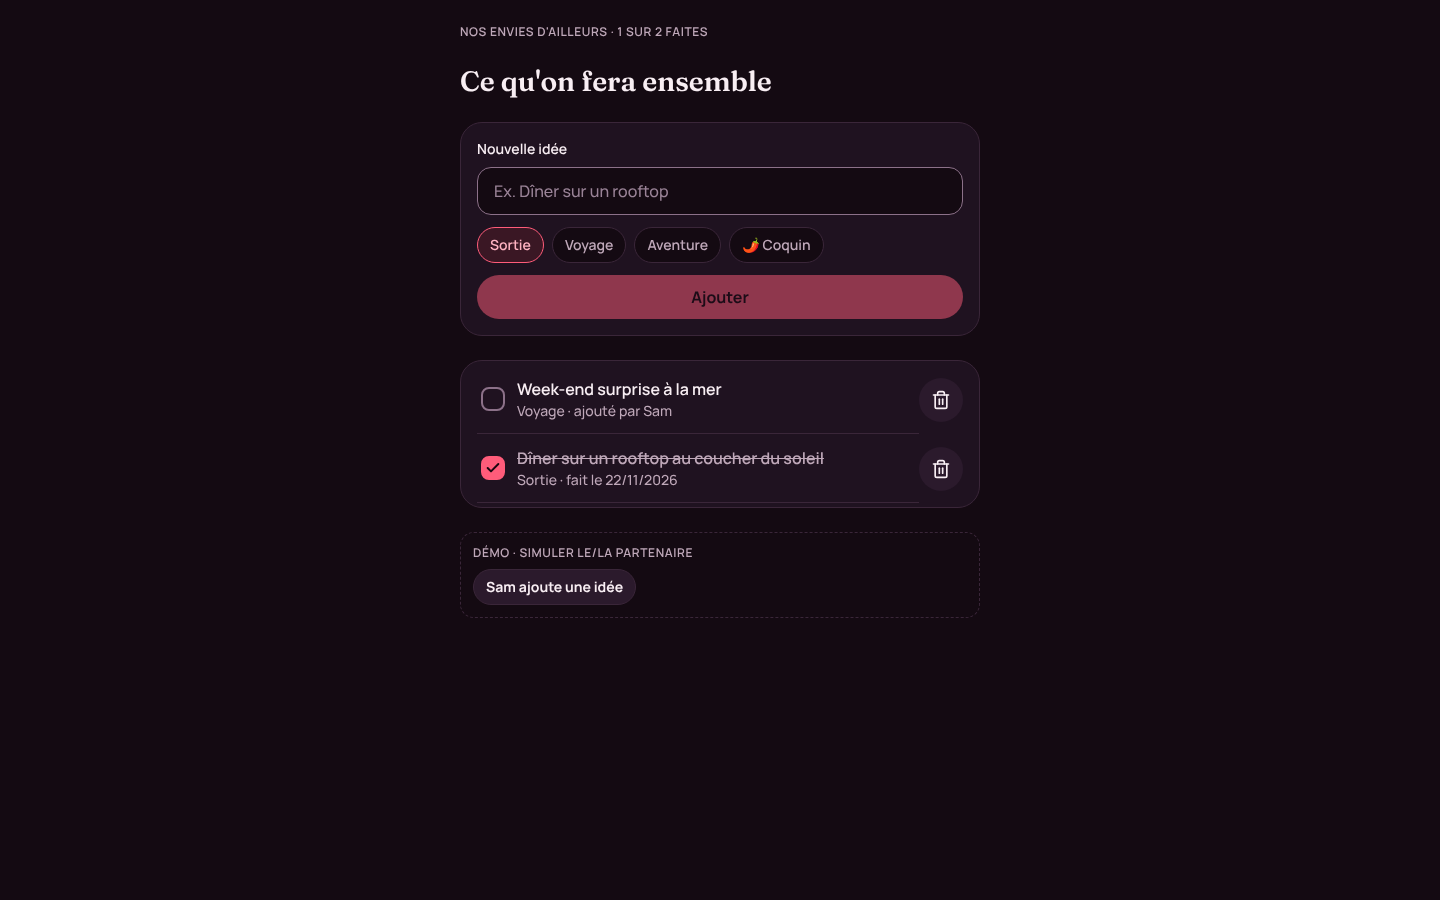 NOS ENVIES D'AILLEURS · 1 SUR 2 FAITES
Ce qu'on fera ensemble
Nouvelle idée
Ex. Dîner sur un rooftop
Sortie
Voyage
Aventure
🌶️ Coquin
Ajouter
Week-end surprise à la mer
Voyage · ajouté par Sam
Dîner sur un rooftop au coucher du soleil
Sortie · fait le 22/11/2026
DÉMO · SIMULER LE/LA PARTENAIRE
Sam ajoute une idée